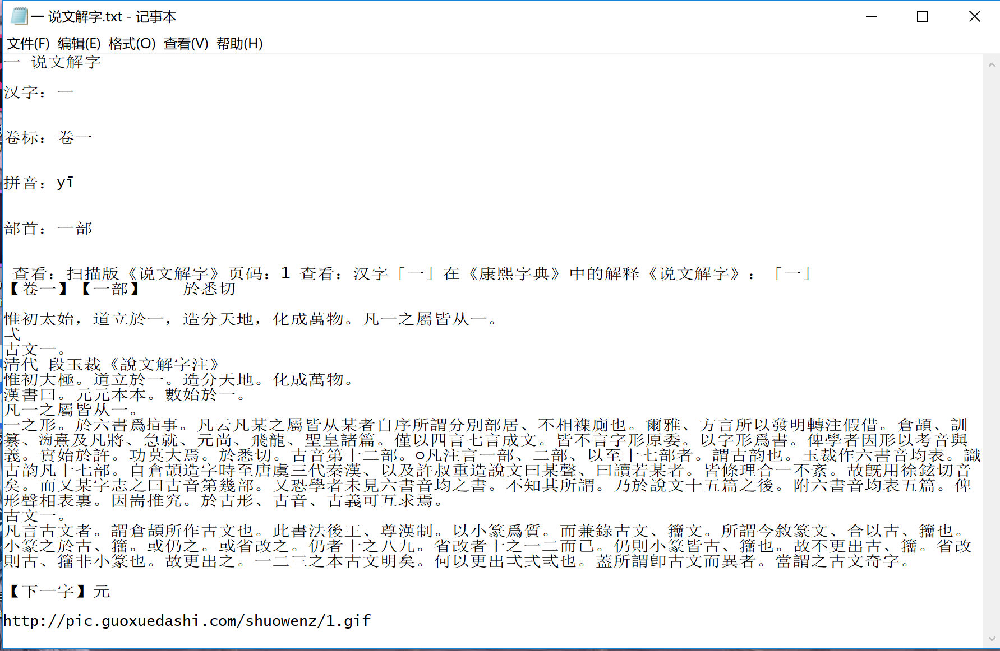 一 说文解字.txt - 记事本
文件(F) 编辑(E) 格式(O) 查看(V) 帮助(H)
一 说文解字
汉字：一
卷标：卷一
拼音：yī
部首：一部
查看：扫描版《说文解字》页码：1 查看：汉字「一」在《康熙字典》中的解释《说文解字》：「一」
【卷一】【一部】 於悉切
惟初太始，道立於一，造分天地，化成萬物。凡一之屬皆从一。
弌
古文一。
清代 段玉裁《說文解字注》
惟初大極。道立於一。造分天地。化成萬物。
漢書曰。元元本本。數始於一。
凡一之屬皆从一。
一之形。於六書爲指事。凡云凡某之屬皆从某者自序所謂分別部居、不相襍廁也。爾雅、方言所以發明轉注假借。倉頡、訓
纂、滂熹及凡將、急就、元尚、飛龍、聖皇諸篇。僅以四言七言成文。皆不言字形原委。以字形爲書。俾學者因形以考音與
義。實始於許。功莫大焉。於悉切。古音第十二部。○凡注言一部、二部、以至十七部者。謂古韵也。玉裁作六書音均表。識
古韵凡十七部。自倉頡造字時至唐虞三代秦漢、以及許叔重造說文曰某聲、曰讀若某者。皆條理合一不紊。故旣用徐鉉切音
矣。而又某字志之曰古音第幾部。又恐學者未見六書音均之書。不知其所謂。乃於說文十五篇之後。附六書音均表五篇。俾
形聲相表裏。因耑推究。於古形、古音、古義可互求焉。
古文一。
凡言古文者。謂倉頡所作古文也。此書法後王、尊漢制。以小篆爲質。而兼錄古文、籒文。所謂今敘篆文、合以古、籒也。
小篆之於古、籒。或仍之。或省改之。仍者十之八九。省改者十之一二而已。仍則小篆皆古、籒也。故不更出古、籒。省改
則古、籒非小篆也。故更出之。一二三之本古文明矣。何以更出弌弍弎也。葢所謂卽古文而異者。當謂之古文奇字。
【下一字】元
http://pic.guoxuedashi.com/shuowenz/1.gif